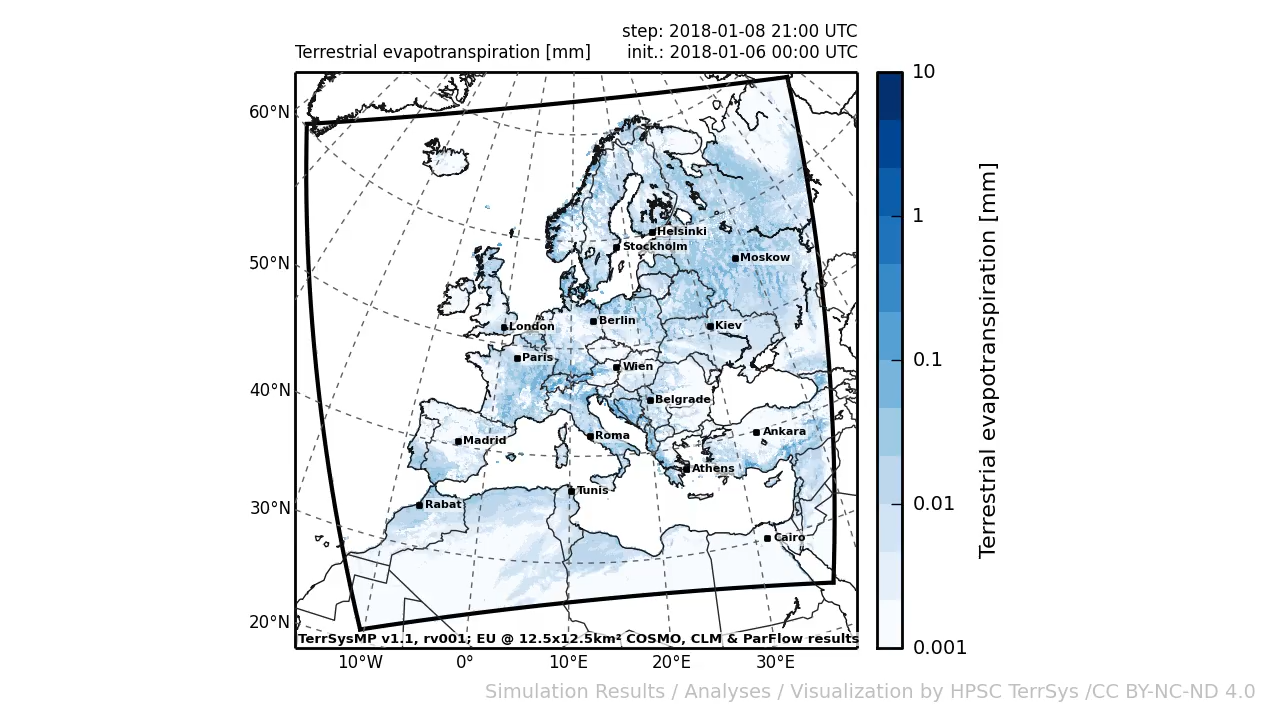 step: 2018-01-08 21:00 UTC
Terrestrial evapotranspiration [mm]
init.: 2018-01-06 00:00 UTC
10
60°N
1
Helsinki
Stockholm
50°N
Moskow
Berlin
London
Kiev
Paris
0.1
Wien
40°N
Belgrade
Ankara
Roma
Madrid
Athens
Tunis
0.01
Rabat
30°N
Cairo
20°N
TerrSysMP v1.1, rv001; EU @ 12.5x12.5km² COSMO, CLM & ParFlow results
0.001
10°W
0°
10°E
20°E
30°E
Terrestrial evapotranspiration [mm]
Simulation Results / Analyses / Visualization by HPSC TerrSys /CC BY-NC-ND 4.0